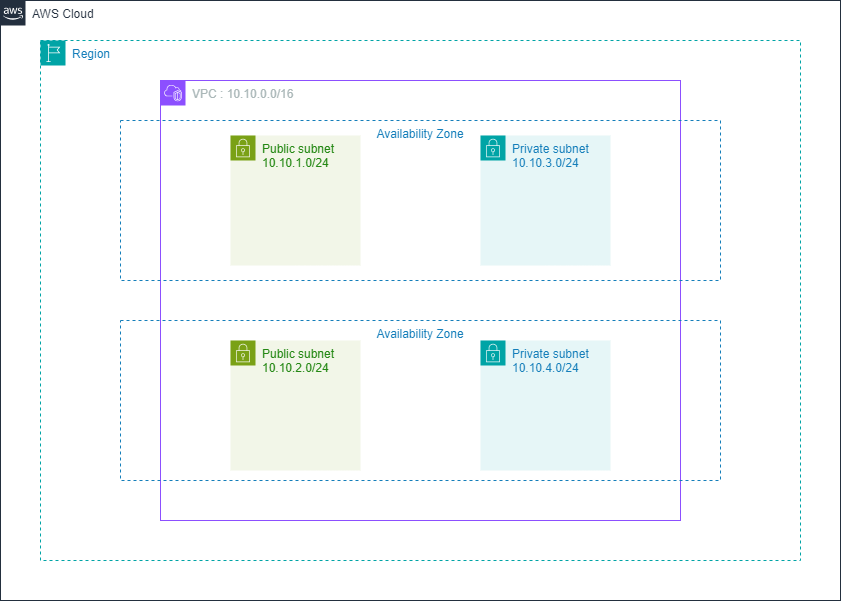 aws
AWS Cloud
Region
VPC : 10.10.0.0/16
Availability Zone
Public subnet
10.10.1.0/24
Private subnet
10.10.3.0/24
Availability Zone
Public subnet
10.10.2.0/24
Private subnet
10.10.4.0/24